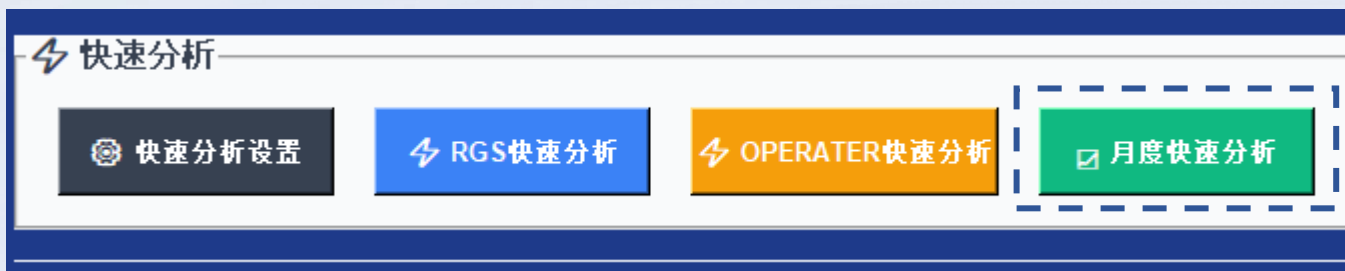 ⚡ 快速分析
快速分析设置
⚡ RGS快速分析
⚡ OPERATER快速分析
☑ 月度快速分析